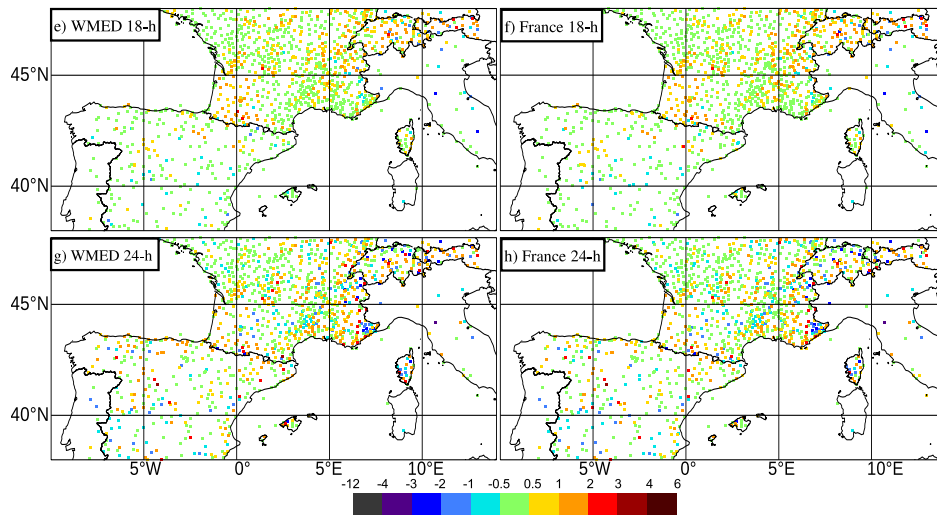 e) WMED 18-h
f) France 18-h
45°N
40°N
g) WMED 24-h
h) France 24-h
45°N
40°N
5°W 0° 5°E 10°E 5°W 0° 5°E 10°E
-12 -4 -3 -2 -1 -0.5 0.5 1 2 3 4 6